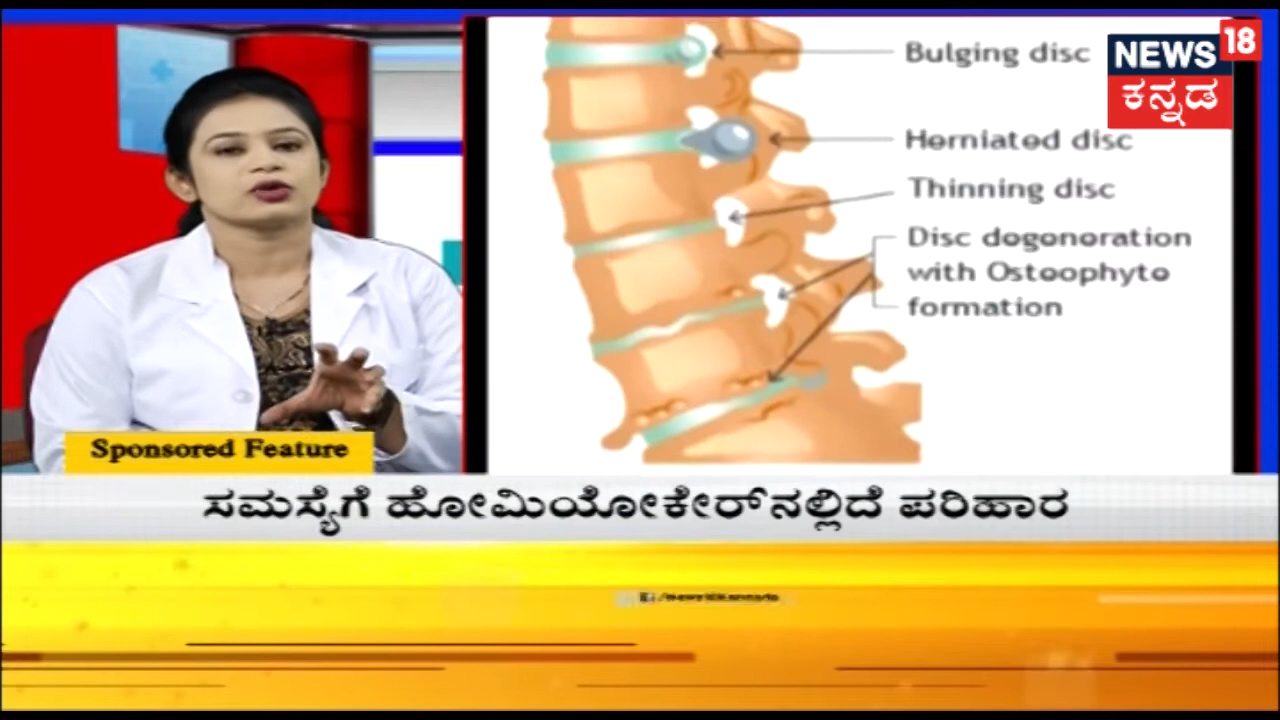 Bulging disc
NEWS 18
ಕನ್ನಡ
Herniated disc
Thinning disc
Disc degeneration
with Osteophyte
formation
Sponsored Feature
ಸಮಸ್ಯೆಗೆ ಹೋಮಿಯೋಕೇರ್‌ನಲ್ಲಿದೆ ಪರಿಹಾರ